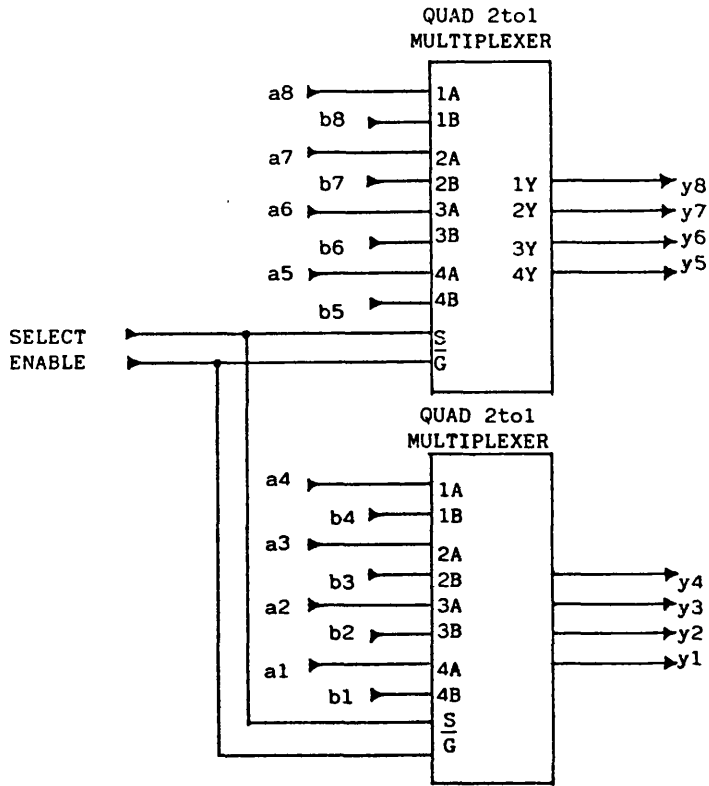 QUAD 2to1
MULTIPLEXER
a8
1A
b8
1B
a7
2A
b7
2B
1Y
y8
a6
3A
2Y
y7
b6
3B
3Y
y6
a5
4A
4Y
y5
b5
4B
SELECT
S
ENABLE
G
QUAD 2to1
MULTIPLEXER
a4
1A
b4
1B
a3
2A
b3
2B
y4
a2
3A
y3
b2
3B
y2
a1
4A
y1
b1
4B
S
G